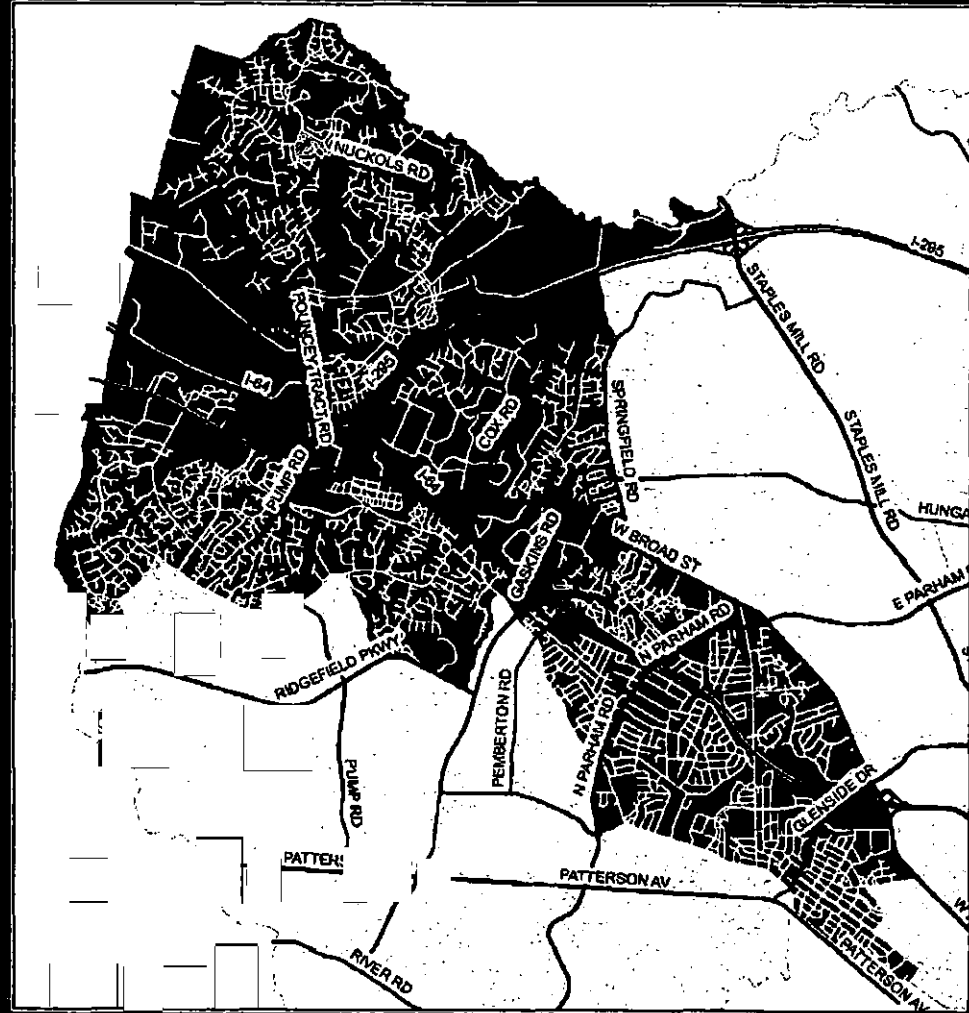 NUCKOLS RD
I-295
STAPLES MILL RD
POUNCEY TRACT RD
I-295
I-64
SPRINGFIELD RD
COX RD
STAPLES MILL RD
PUMP RD
I-64
HUNGA
GASKINS RD
W BROAD ST
E PARHAM
N PARHAM RD
RIDGEFIELD PKWY
PEMBERTON RD
N PARHAM RD
PUMP RD
GLENSIDE DR
PATTERS
PATTERSON AV
W
PATTERSON AV
RIVER RD